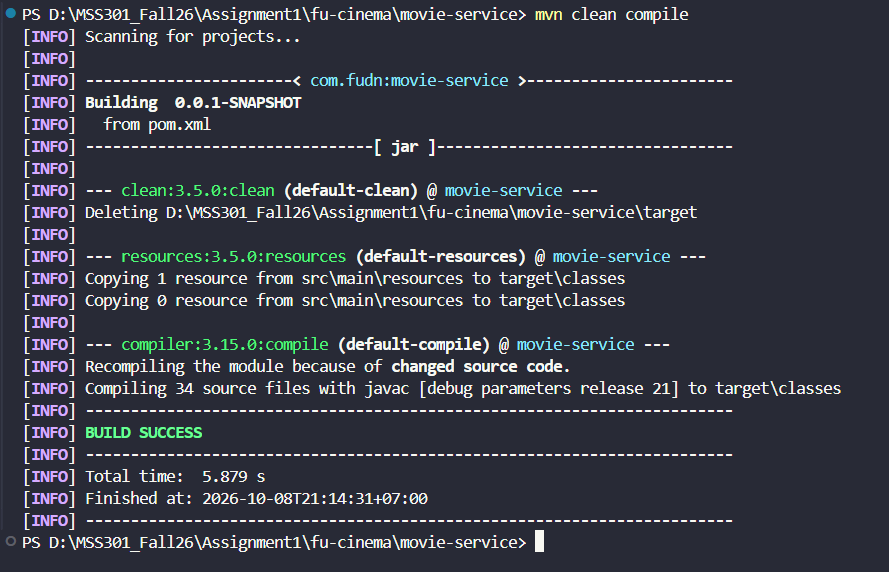 PS D:\MSS301_Fall26\Assignment1\fu-cinema\movie-service> mvn clean compile
[INFO] Scanning for projects...
[INFO]
[INFO] -----------------------< com.fudn:movie-service >-----------------------
[INFO] Building  0.0.1-SNAPSHOT
[INFO]   from pom.xml
[INFO] --------------------------------[ jar ]---------------------------------
[INFO]
[INFO] --- clean:3.5.0:clean (default-clean) @ movie-service ---
[INFO] Deleting D:\MSS301_Fall26\Assignment1\fu-cinema\movie-service\target
[INFO]
[INFO] --- resources:3.5.0:resources (default-resources) @ movie-service ---
[INFO] Copying 1 resource from src\main\resources to target\classes
[INFO] Copying 0 resource from src\main\resources to target\classes
[INFO]
[INFO] --- compiler:3.15.0:compile (default-compile) @ movie-service ---
[INFO] Recompiling the module because of changed source code.
[INFO] Compiling 34 source files with javac [debug parameters release 21] to target\classes
[INFO] ------------------------------------------------------------------------
[INFO] BUILD SUCCESS
[INFO] ------------------------------------------------------------------------
[INFO] Total time:  5.879 s
[INFO] Finished at: 2026-10-08T21:14:31+07:00
[INFO] ------------------------------------------------------------------------
PS D:\MSS301_Fall26\Assignment1\fu-cinema\movie-service>